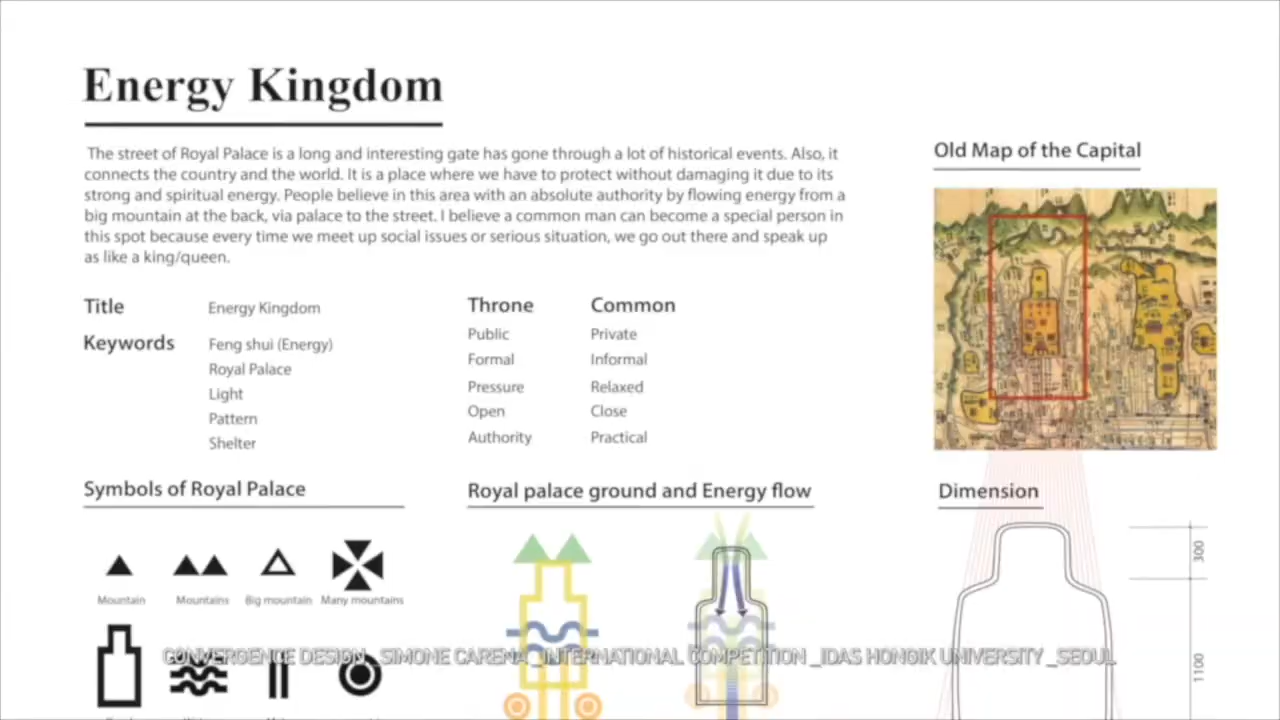 Energy Kingdom
The street of Royal Palace is a long and interesting gate has gone through a lot of historical events. Also, it
connects the country and the world. It is a place where we have to protect without damaging it due to its
strong and spiritual energy. People believe in this area with an absolute authority by flowing energy from a
big mountain at the back, via palace to the street. I believe a common man can become a special person in
this spot because every time we meet up social issues or serious situation, we go out there and speak up
as like a king/queen.
Old Map of the Capital
Title Energy Kingdom
Keywords Feng shui (Energy)
Royal Palace
Light
Pattern
Shelter
Throne Common
Public Private
Formal Informal
Pressure Relaxed
Open Close
Authority Practical
Symbols of Royal Palace
Mountain Mountains Big mountain Many mountains
Royal palace ground and Energy flow
Dimension
300
1100
CONVERGENCE DESIGN _SIMONE CARENA _INTERNATIONAL COMPETITION _IDAS HONGIK UNIVERSITY _SEOUL